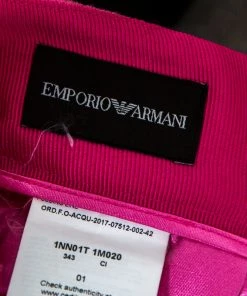 EMPORIO ARMANI
ORD.F.O-ACQU-2017-07512-002-42
1NN01T 1M020
343 CI
01
Check authenticity